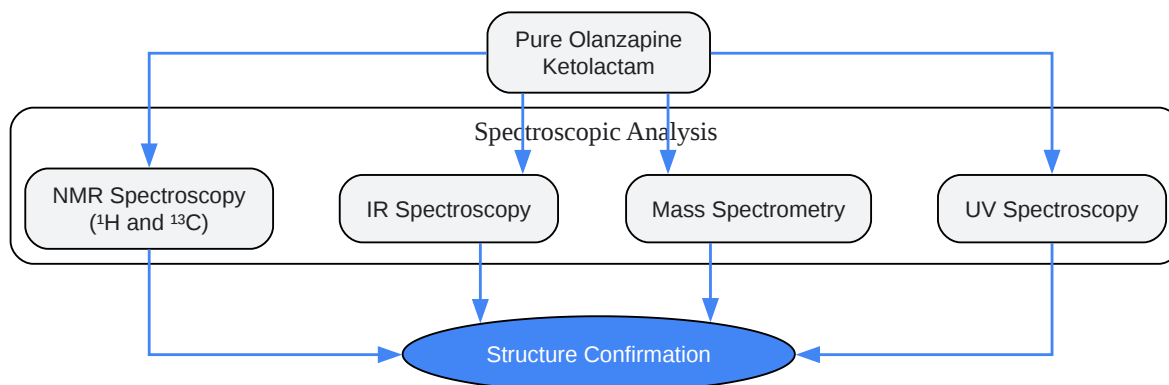 Pure Olanzapine
Ketolactam
Spectroscopic Analysis
NMR Spectroscopy
(¹H and ¹³C)
IR Spectroscopy
Mass Spectrometry
UV Spectroscopy
Structure Confirmation